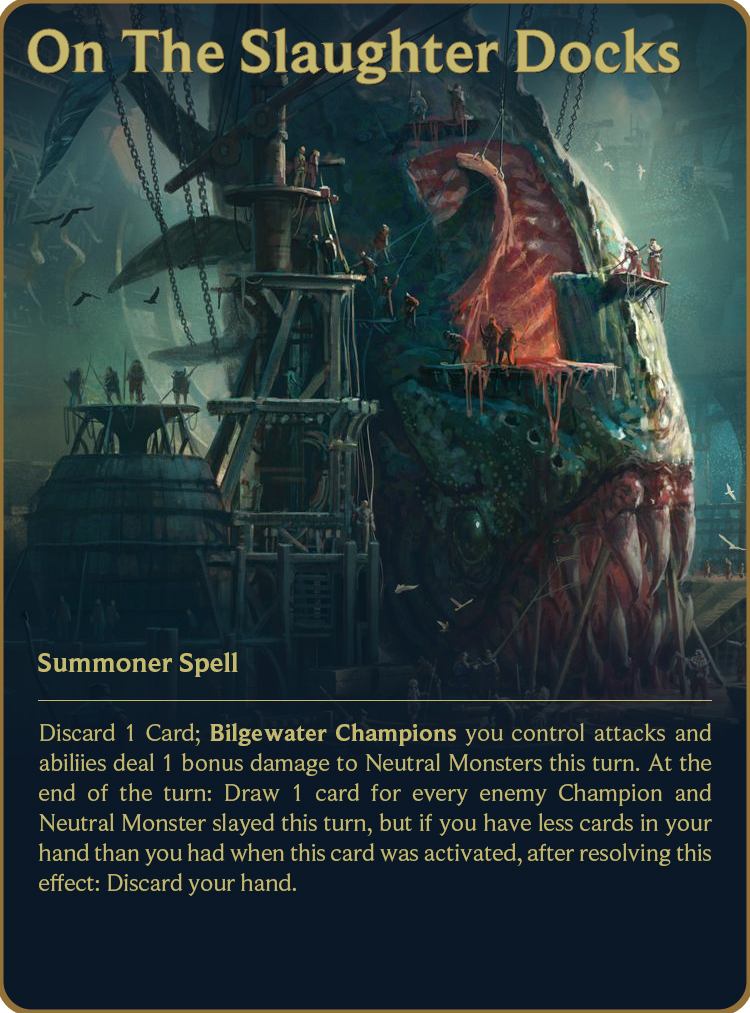 On The Slaughter Docks
Summoner Spell
Discard 1 Card; Bilgewater Champions you control attacks and
abiliies deal 1 bonus damage to Neutral Monsters this turn. At the
end of the turn: Draw 1 card for every enemy Champion and
Neutral Monster slayed this turn, but if you have less cards in your
hand than you had when this card was activated, after resolving this
effect: Discard your hand.